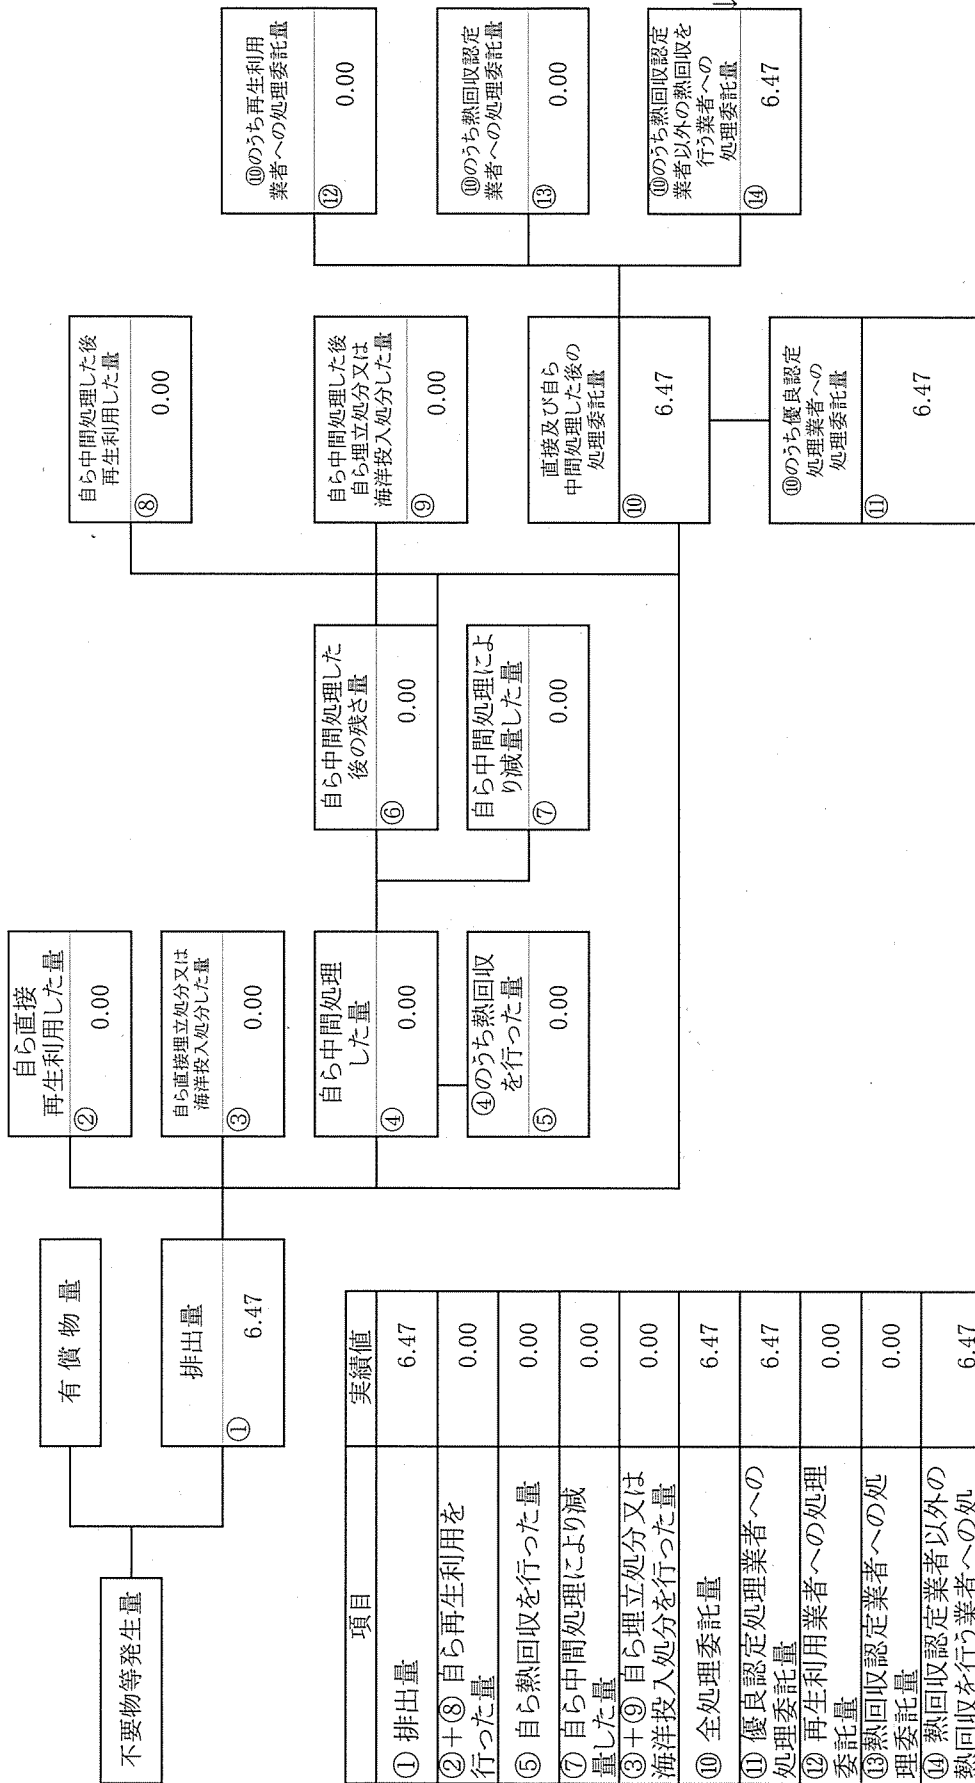 不要物等発生量
有償物量
排出量
① 6.47
自ら直接
再生利用した量
② 0.00
自ら直接埋立処分又は
海洋投入処分した量
③ 0.00
自ら中間処理
した量
④ 0.00
④のうち熱回収
を行った量
⑤ 0.00
自ら中間処理した
後の残さ量
⑥ 0.00
自ら中間処理によ
り減量した量
⑦ 0.00
自ら中間処理した後
再生利用した量
⑧ 0.00
自ら中間処理した後
自ら埋立処分又は
海洋投入処分した量
⑨ 0.00
直接及び自ら
中間処理した後の
処理委託量
⑩ 6.47
⑩のうち優良認定
処理業者への
処理委託量
⑪ 6.47
⑩のうち再生利用
業者への処理委託量
⑫ 0.00
⑩のうち熱回収認定
業者への処理委託量
⑬ 0.00
⑩のうち熱回収認定
業者以外の熱回収を
行う業者への
処理委託量
⑭ 6.47
項目 実績値
① 排出量 6.47
②+⑧ 自ら再生利用を
行った量 0.00
⑤ 自ら熱回収を行った量 0.00
⑦ 自ら中間処理により減
量した量 0.00
③+⑨ 自ら埋立処分又は
海洋投入処分を行った量 0.00
⑩ 全処理委託量 6.47
⑪ 優良認定処理業者への
処理委託量 6.47
⑫ 再生利用業者への処理
委託量 0.00
⑬熱回収認定業者への処
理委託量 0.00
⑭ 熱回収認定業者以外の
熱回収を行う業者への処 6.47